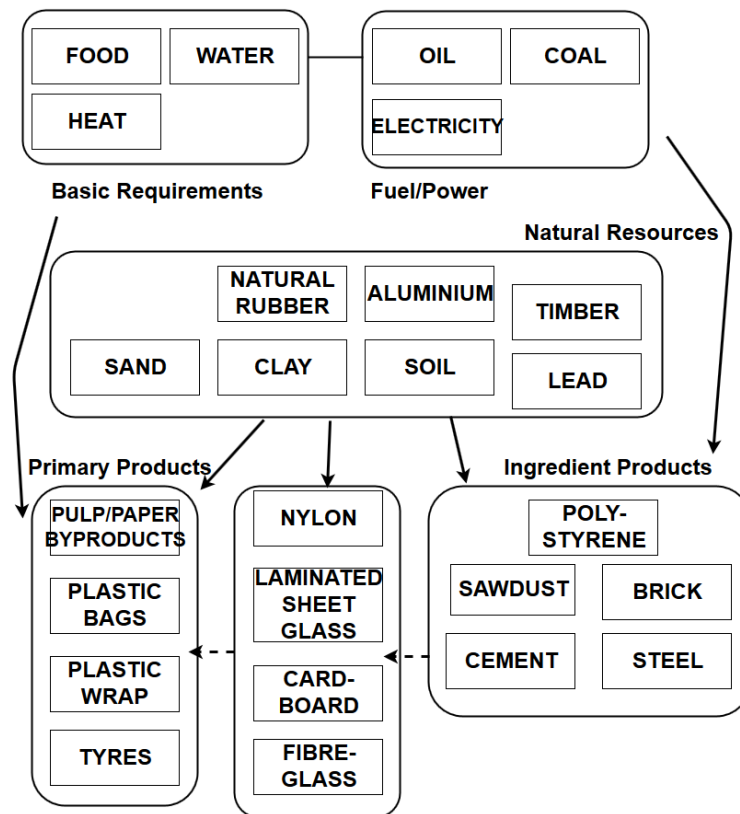 FOOD
WATER
HEAT
OIL
COAL
ELECTRICITY
Basic Requirements
Fuel/Power
Natural Resources
NATURAL
RUBBER
ALUMINIUM
TIMBER
SAND
CLAY
SOIL
LEAD
Primary Products
Ingredient Products
PULP/PAPER
BYPRODUCTS
PLASTIC
BAGS
PLASTIC
WRAP
TYRES
NYLON
LAMINATED
SHEET
GLASS
CARD-
BOARD
FIBRE-
GLASS
POLY-
STYRENE
SAWDUST
BRICK
CEMENT
STEEL